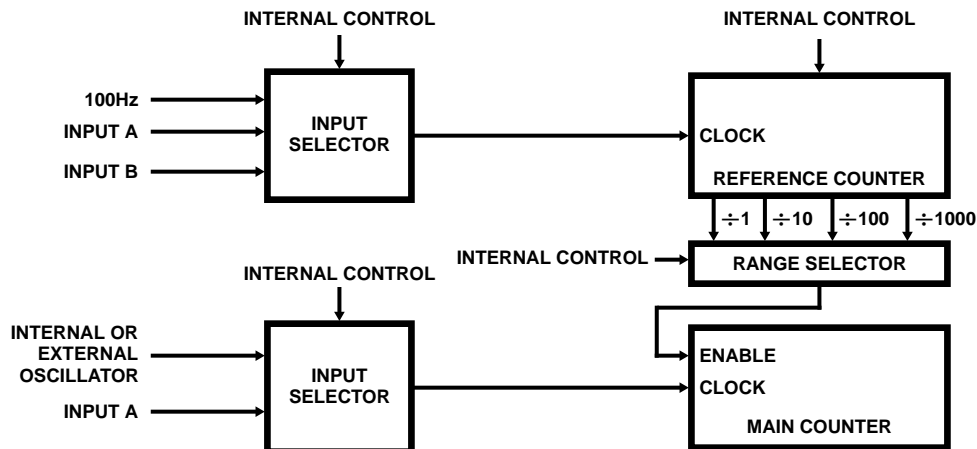 INTERNAL CONTROL
INTERNAL CONTROL
100Hz
INPUT A
INPUT B
INPUT
SELECTOR
CLOCK
REFERENCE COUNTER
÷1
÷10
÷100
÷1000
INTERNAL CONTROL
RANGE SELECTOR
INTERNAL CONTROL
INTERNAL OR
EXTERNAL
OSCILLATOR
INPUT A
INPUT
SELECTOR
ENABLE
CLOCK
MAIN COUNTER